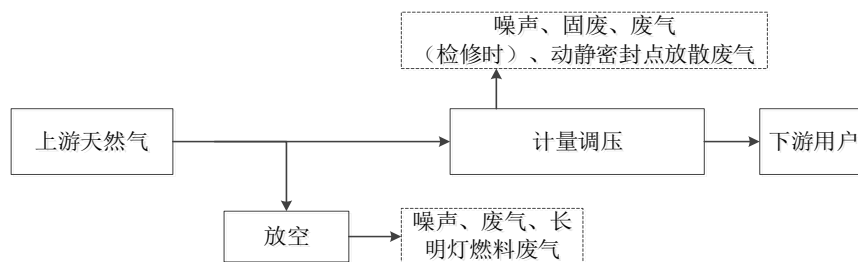 噪声、固废、废气
（检修时）、动静密封点放散废气
上游天然气
计量调压
下游用户
放空
噪声、废气、长
明灯燃料废气